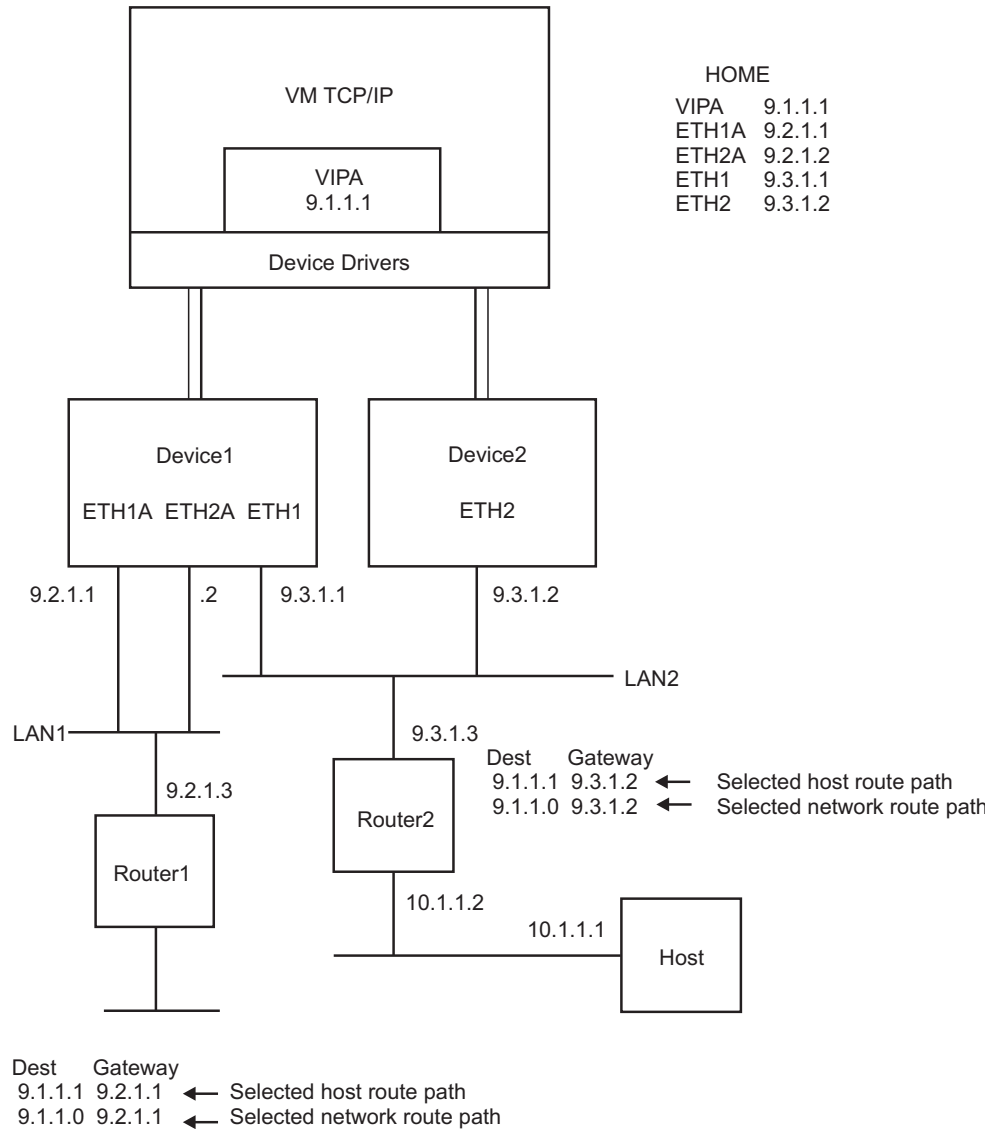 VM TCP/IP
VIPA
9.1.1.1
Device Drivers
HOME
VIPA 9.1.1.1
ETH1A 9.2.1.1
ETH2A 9.2.1.2
ETH1 9.3.1.1
ETH2 9.3.1.2
Device1
ETH1A ETH2A ETH1
Device2
ETH2
9.2.1.1 .2 9.3.1.1 9.3.1.2
LAN2
LAN1
9.3.1.3
9.2.1.3
Dest Gateway
9.1.1.1 9.3.1.2 ← Selected host route path
9.1.1.0 9.3.1.2 ← Selected network route path
Router2
Router1
10.1.1.2
10.1.1.1
Host
Dest Gateway
9.1.1.1 9.2.1.1 ← Selected host route path
9.1.1.0 9.2.1.1 ← Selected network route path